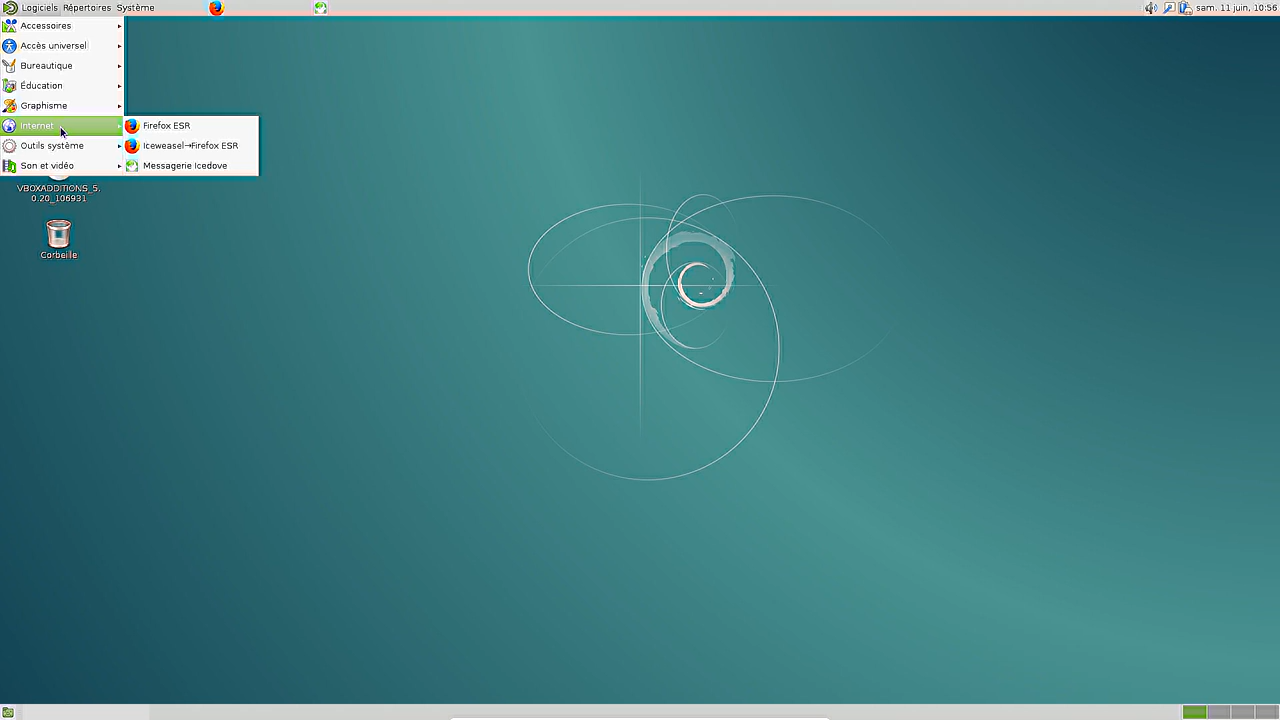 Logiciels Répertoires Système
sam. 11 juin, 10:56
Accessoires
Accès universel
Bureautique
Éducation
Graphisme
Internet
Outils système
Son et vidéo
Firefox ESR
Iceweasel→Firefox ESR
Messagerie Icedove
VBOXADDITIONS_5.
0.20_106931
Corbeille